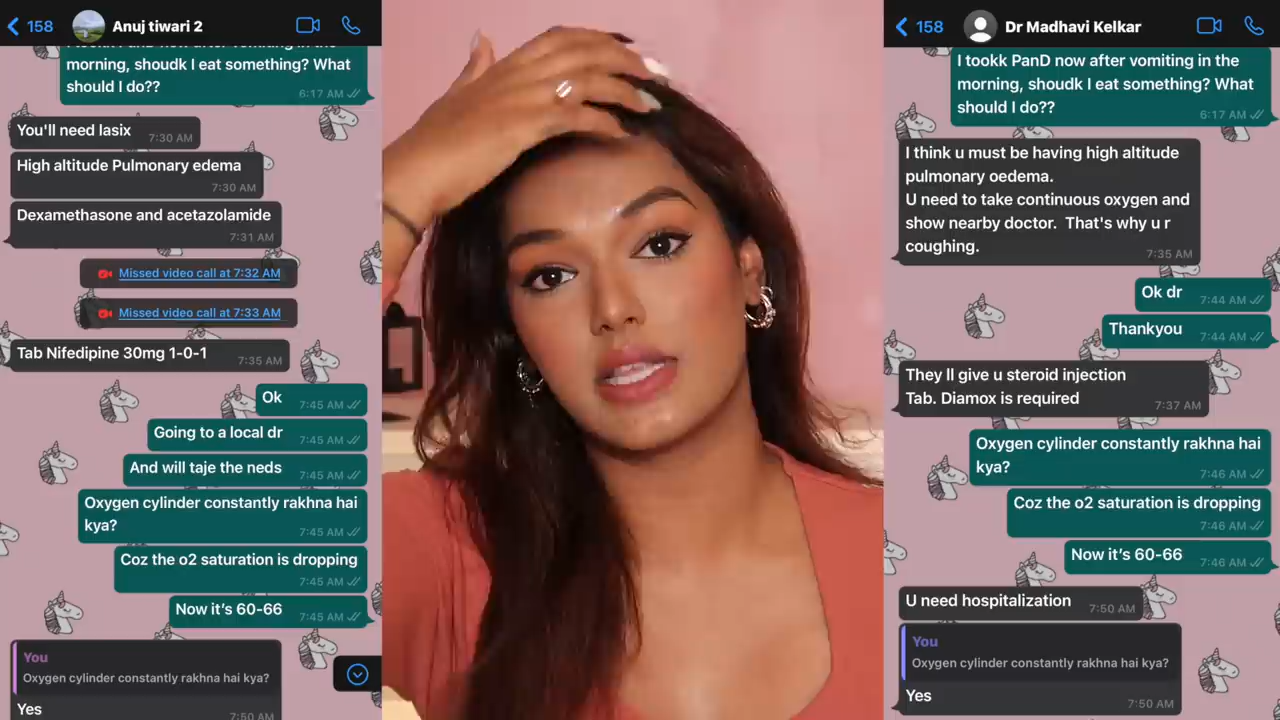 158
Anuj tiwari 2
I tookk PanD now after vomiting in the
morning, shoudk I eat something? What
should I do??
6:17 AM
You'll need lasix
7:30 AM
High altitude Pulmonary edema
7:30 AM
Dexamethasone and acetazolamide
7:31 AM
Missed video call at 7:32 AM
Missed video call at 7:33 AM
Tab Nifedipine 30mg 1-0-1
7:35 AM
Ok
7:45 AM
Going to a local dr
7:45 AM
And will taje the neds
7:45 AM
Oxygen cylinder constantly rakhna hai
kya?
7:45 AM
Coz the o2 saturation is dropping
7:45 AM
Now it's 60-66
7:45 AM
You
Oxygen cylinder constantly rakhna hai kya?
Yes
7:50 AM
158
Dr Madhavi Kelkar
I tookk PanD now after vomiting in the
morning, shoudk I eat something? What
should I do??
6:17 AM
I think u must be having high altitude
pulmonary oedema.
U need to take continuous oxygen and
show nearby doctor. That's why u r
coughing.
7:35 AM
Ok dr
7:44 AM
Thankyou
7:44 AM
They ll give u steroid injection
Tab. Diamox is required
7:37 AM
Oxygen cylinder constantly rakhna hai
kya?
7:46 AM
Coz the o2 saturation is dropping
7:46 AM
Now it's 60-66
7:46 AM
U need hospitalization
7:50 AM
You
Oxygen cylinder constantly rakhna hai kya?
Yes
7:50 AM